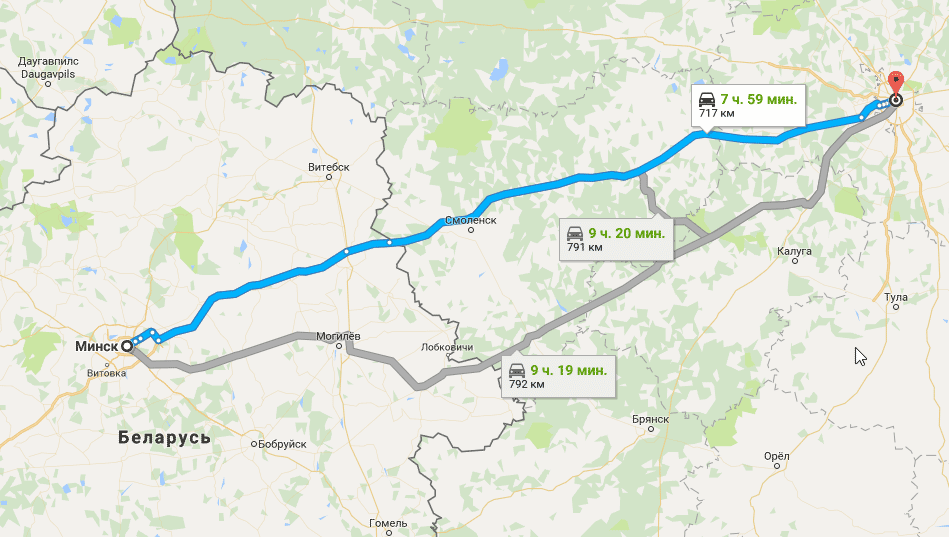 Даугавпилс
Daugavpils
7 ч. 59 мин.
717 км
Витебск
Смоленск
9 ч. 20 мин.
791 км
Калуга
Тула
Минск
Могилёв
Лобковичи
Витовка
9 ч. 19 мин.
792 км
Беларусь
Бобруйск
Брянск
Орёл
Гомель